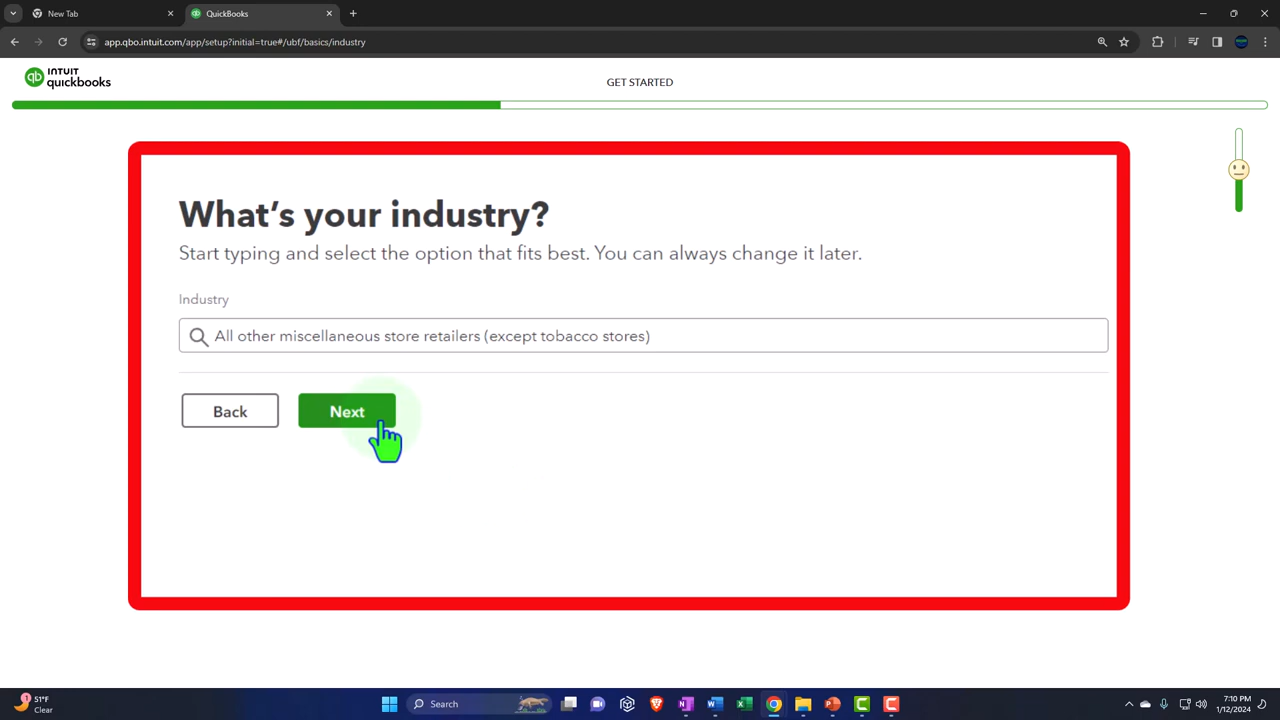 New Tab
QuickBooks
app.qbo.intuit.com/app/setup?initial=true#/ubf/basics/industry
qb INTUIT quickbooks
GET STARTED
What's your industry?
Start typing and select the option that fits best. You can always change it later.
Industry
All other miscellaneous store retailers (except tobacco stores)
Back
Next
1
51°F
Clear
Search
7:10 PM
1/12/2024